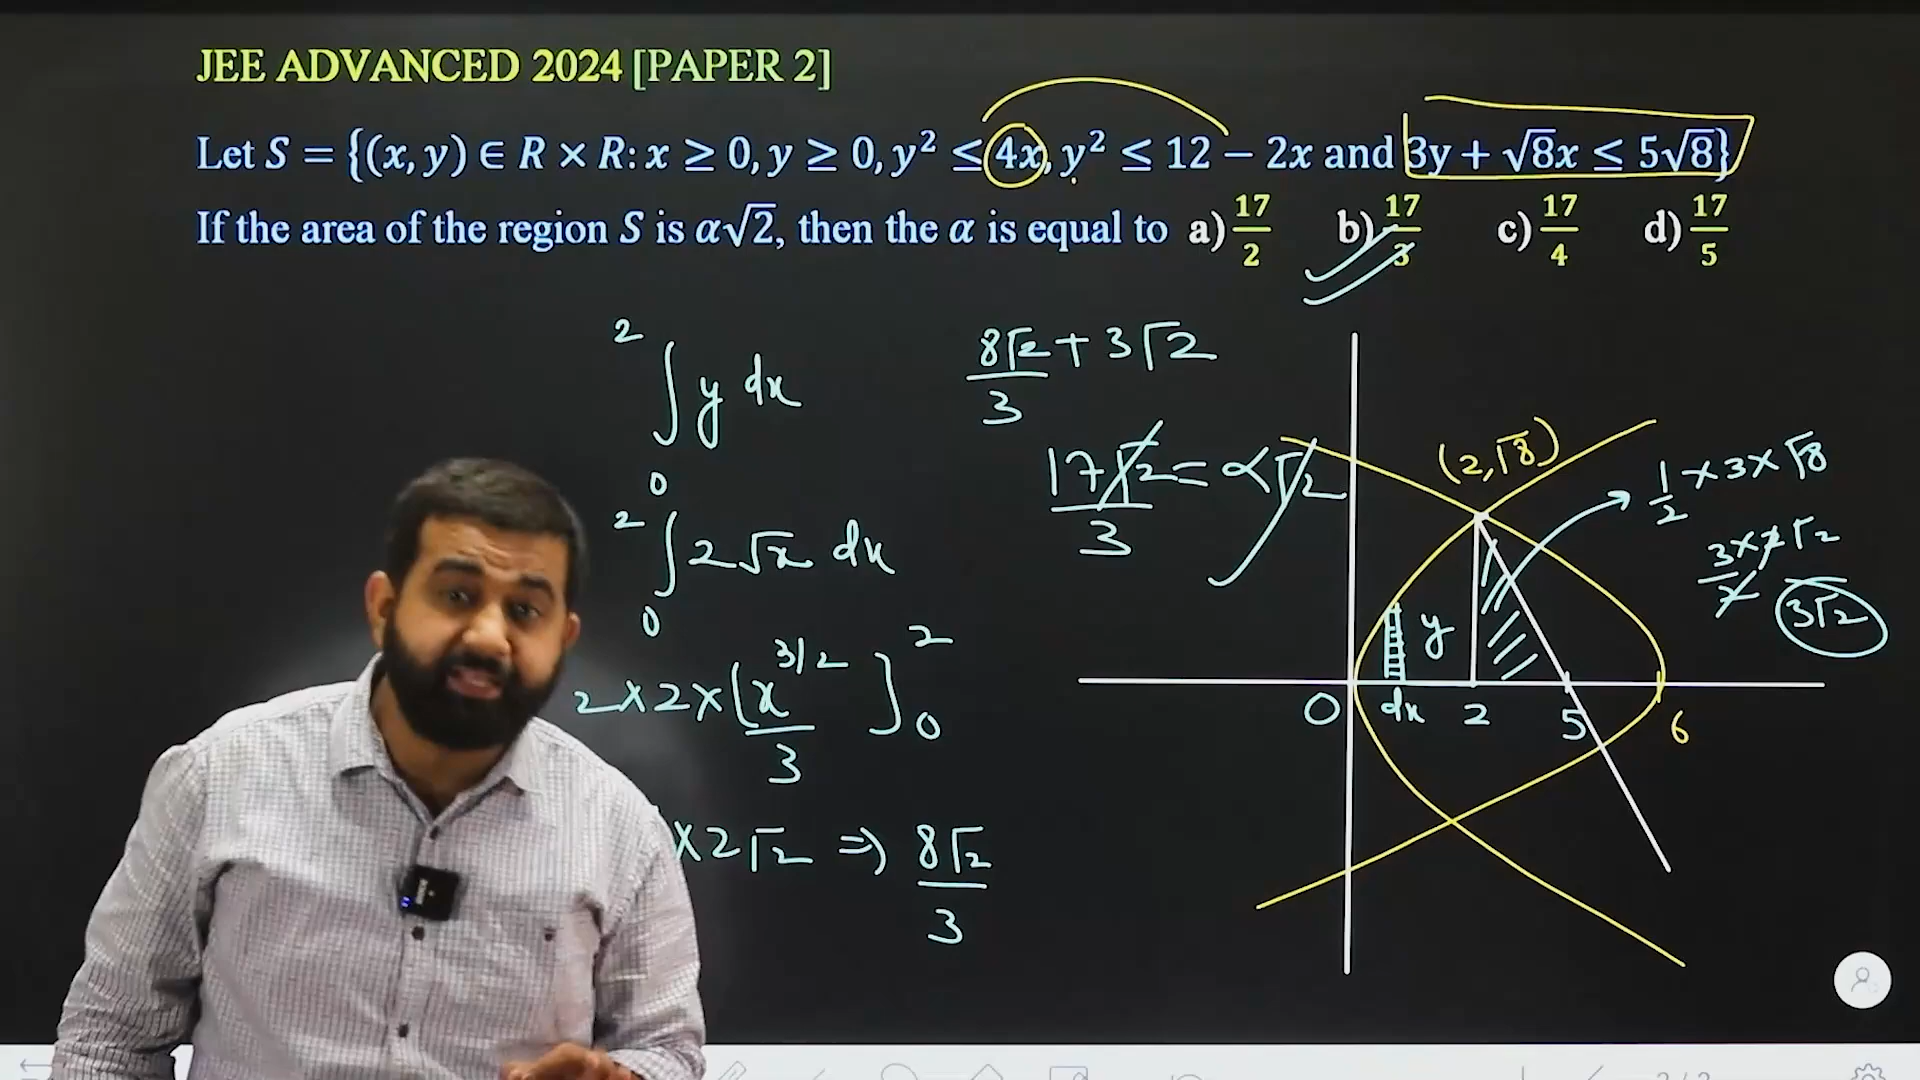 JEE ADVANCED 2024 [PAPER 2]
Let S = {(x, y) ∈ R × R: x ≥ 0, y ≥ 0, y² ≤ 4x, y² ≤ 12 − 2x and 3y + √8x ≤ 5√8}
If the area of the region S is α√2, then the α is equal to a) 17/2 b) 17/3 c) 17/4 d) 17/5
∫₀² y dx
∫₀² 2√x dx
2 × 2 × [x^3/2 / 3]₀²
×2√2 ⇒ 8√2/3
8√2/3 + 3√2
17√2/3 = α√2
(2, √8)
1/2 × 3 × √8
3×2√2/2
3√2
y
O dx 2 5 6